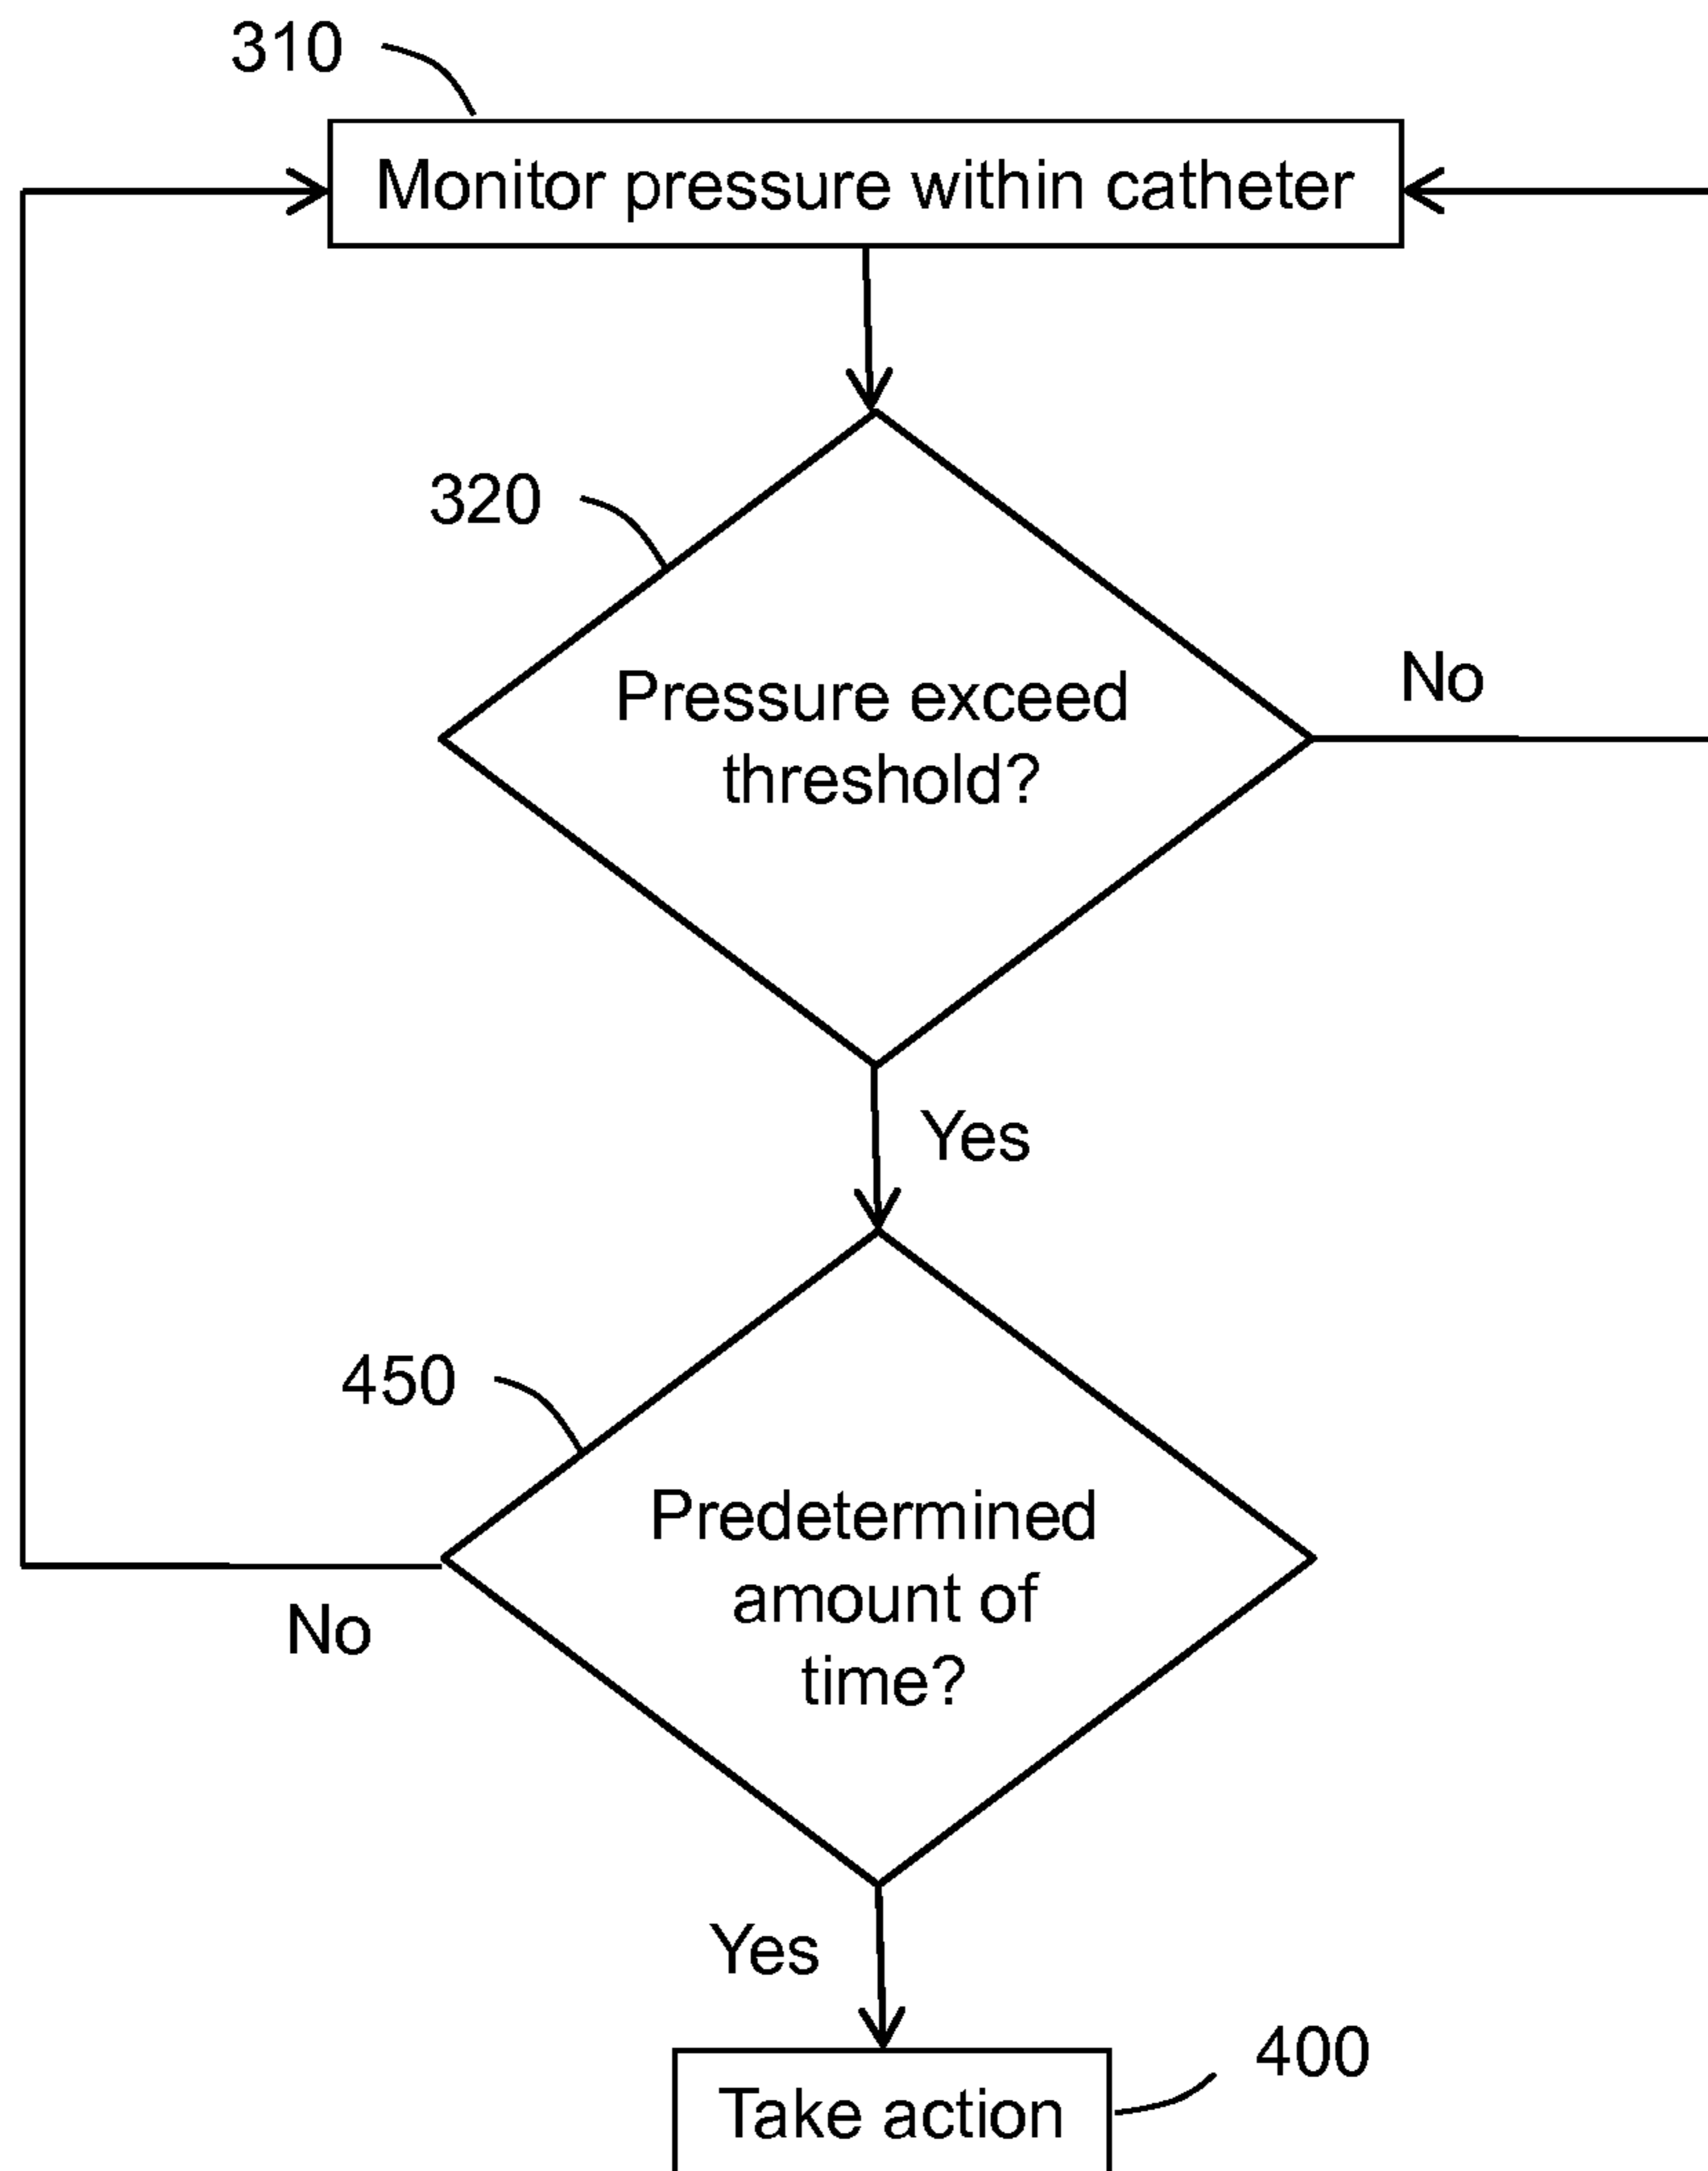 310
Monitor pressure within catheter
320
Pressure exceed
threshold?
No
Yes
450
Predetermined
amount of
time?
No
Yes
400
Take action